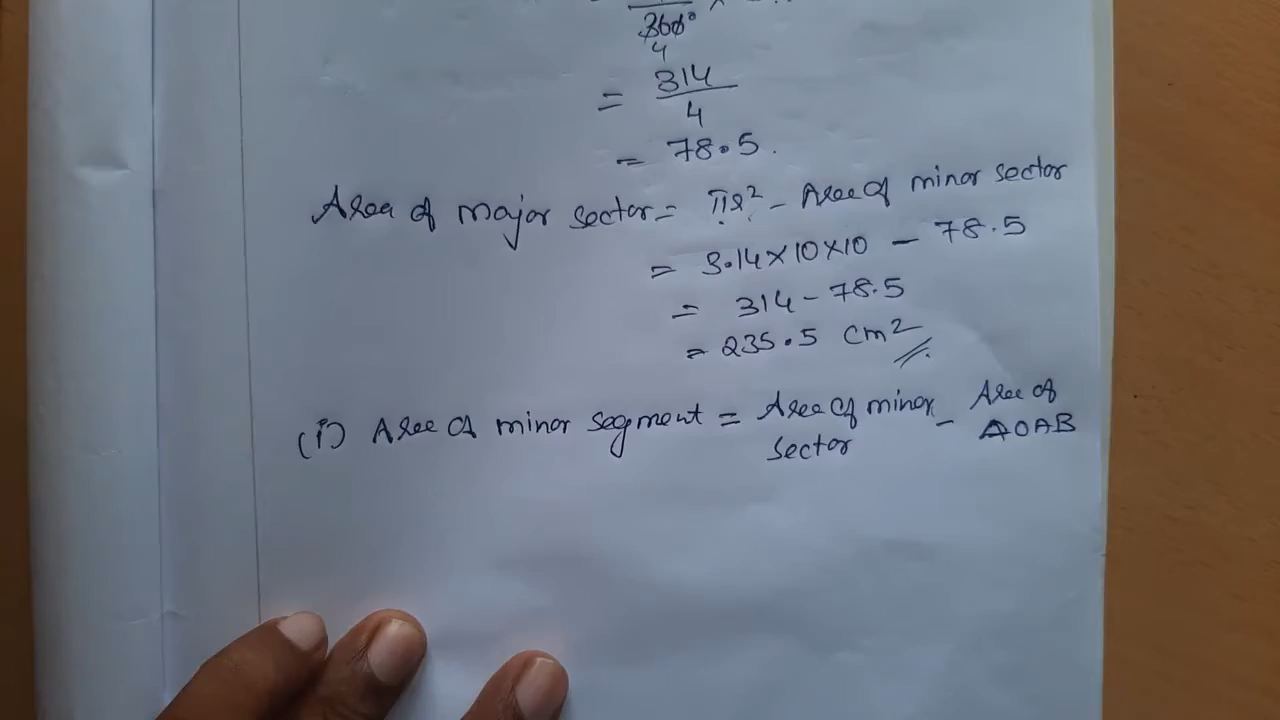 360°
4
= 314/4
= 78.5.
Area of major sector = πr² - Area of minor sector
= 3.14×10×10 - 78.5
= 314 - 78.5
= 235.5 cm²
(i) Area of minor segment = Area of minor sector - Area of ΔOAB